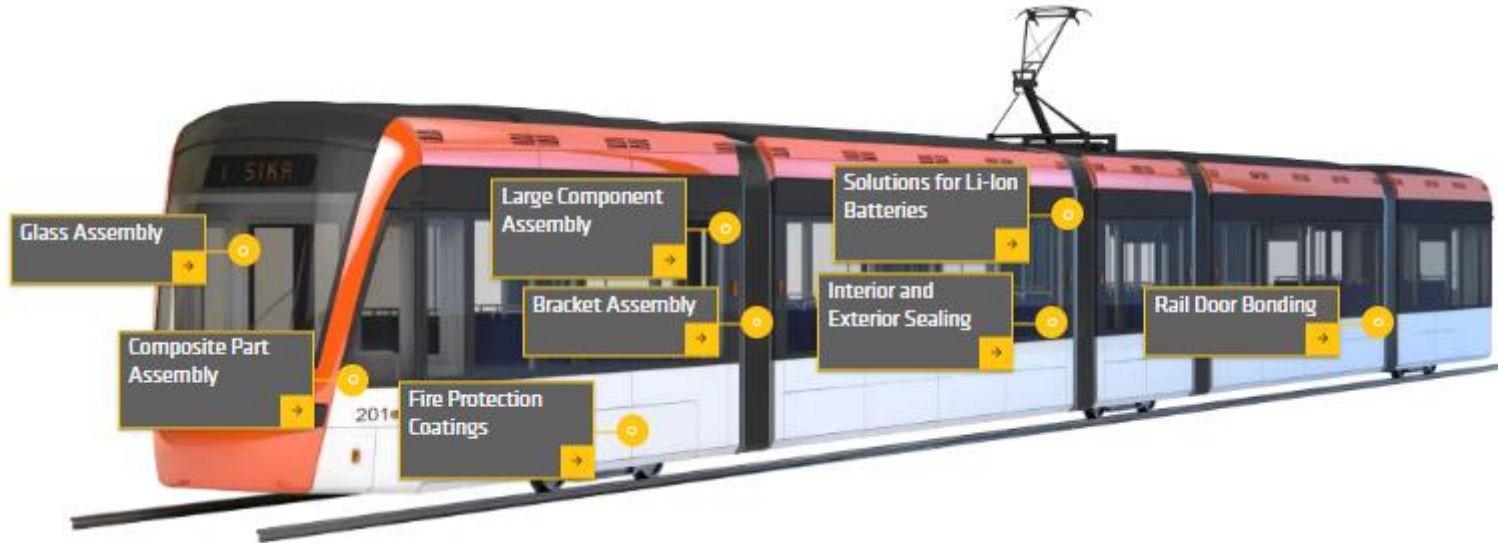 1 SIKA
Glass Assembly
Large Component
Assembly
Solutions for Li-Ion
Batteries
Bracket Assembly
Interior and
Exterior Sealing
Rail Door Bonding
Composite Part
Assembly
Fire Protection
Coatings
201